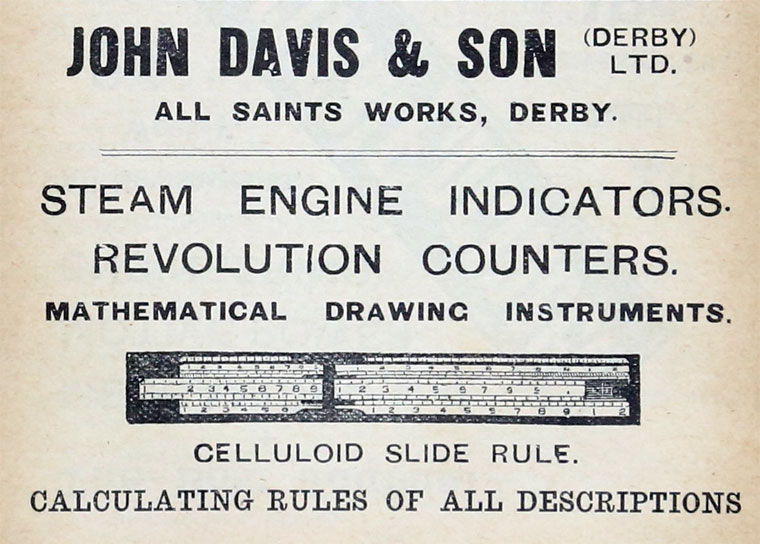 JOHN DAVIS & SON (DERBY) LTD.
ALL SAINTS WORKS, DERBY.
STEAM ENGINE INDICATORS.
REVOLUTION COUNTERS.
MATHEMATICAL DRAWING INSTRUMENTS.
CELLULOID SLIDE RULE.
CALCULATING RULES OF ALL DESCRIPTIONS